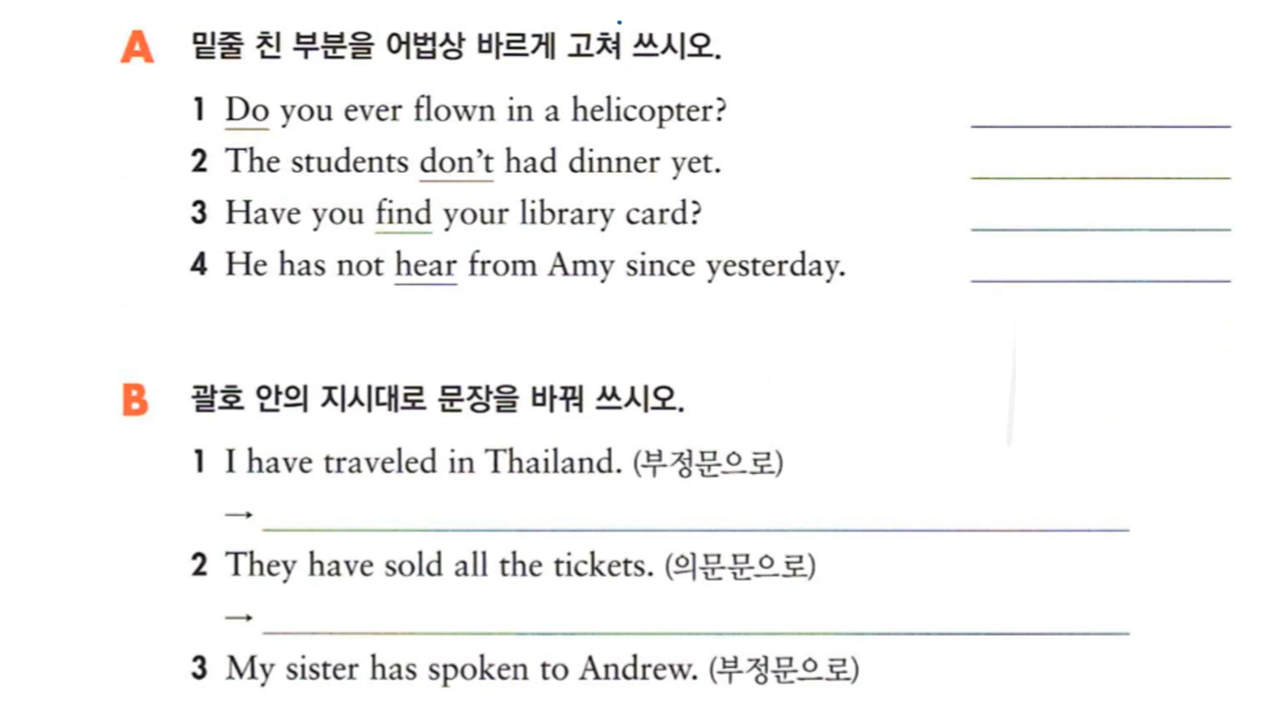 A 밑줄 친 부분을 어법상 바르게 고쳐 쓰시오.
1 Do you ever flown in a helicopter?
2 The students don't had dinner yet.
3 Have you find your library card?
4 He has not hear from Amy since yesterday.
B 괄호 안의 지시대로 문장을 바꿔 쓰시오.
1 I have traveled in Thailand. (부정문으로)
→
2 They have sold all the tickets. (의문문으로)
→
3 My sister has spoken to Andrew. (부정문으로)